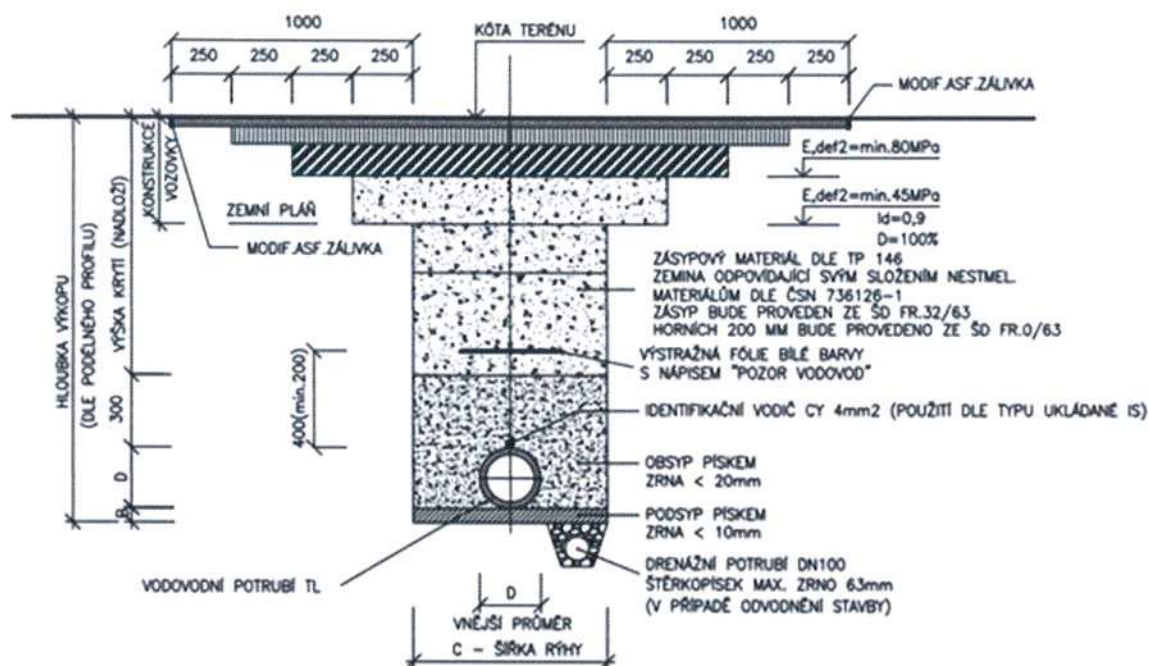 1000
KÓTA TERÉNU
1000
250
250
250
250
250
250
250
250
MODIF.ASF.ZÁLIVKA
KONSTRUKCE
VOZOVKY
E,def2=min.80MPa
ZEMNÍ PLÁŇ
E,def2=min.45MPa
Id=0,9
D=100%
MODIF.ASF.ZÁLIVKA
ZÁSYPOVÝ MATERIÁL DLE TP 146
ZEMINA ODPOVÍDAJÍCÍ SVÝM SLOŽENÍM NESTMEL.
MATERIÁLŮM DLE ČSN 736126-1
ZÁSYP BUDE PROVEDEN ZE ŠD FR.32/63
HORNÍCH 200 MM BUDE PROVEDENO ZE ŠD FR.0/63
HLOUBKA VÝKOPU
(DLE PODELNÉHO PROFILU)
VÝŠKA KRYTÍ (NADLOŽÍ)
VÝSTRAŽNÁ FÓLIE BÍLÉ BARVY
S NÁPISEM "POZOR VODOVOD"
300
400(min.200)
IDENTIFIKAČNÍ VODIČ CY 4mm2 (POUŽITÍ DLE TYPU UKLÁDANÉ IS)
D
OBSYP PÍSKEM
ZRNA < 20mm
B
PODSYP PÍSKEM
ZRNA < 10mm
VODOVODNÍ POTRUBÍ TL
DRENÁŽNÍ POTRUBÍ DN100
ŠTĚRKOPÍSEK MAX. ZRNO 63mm
(V PŘÍPADĚ ODVODNĚNÍ STAVBY)
D
VNĚJŠÍ PRŮMĚR
C - ŠÍŘKA RÝHY